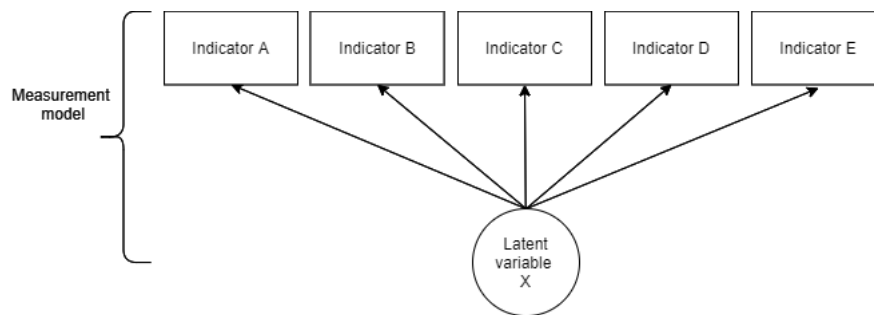 Indicator A
Indicator B
Indicator C
Indicator D
Indicator E
Measurement
model
Latent
variable
X